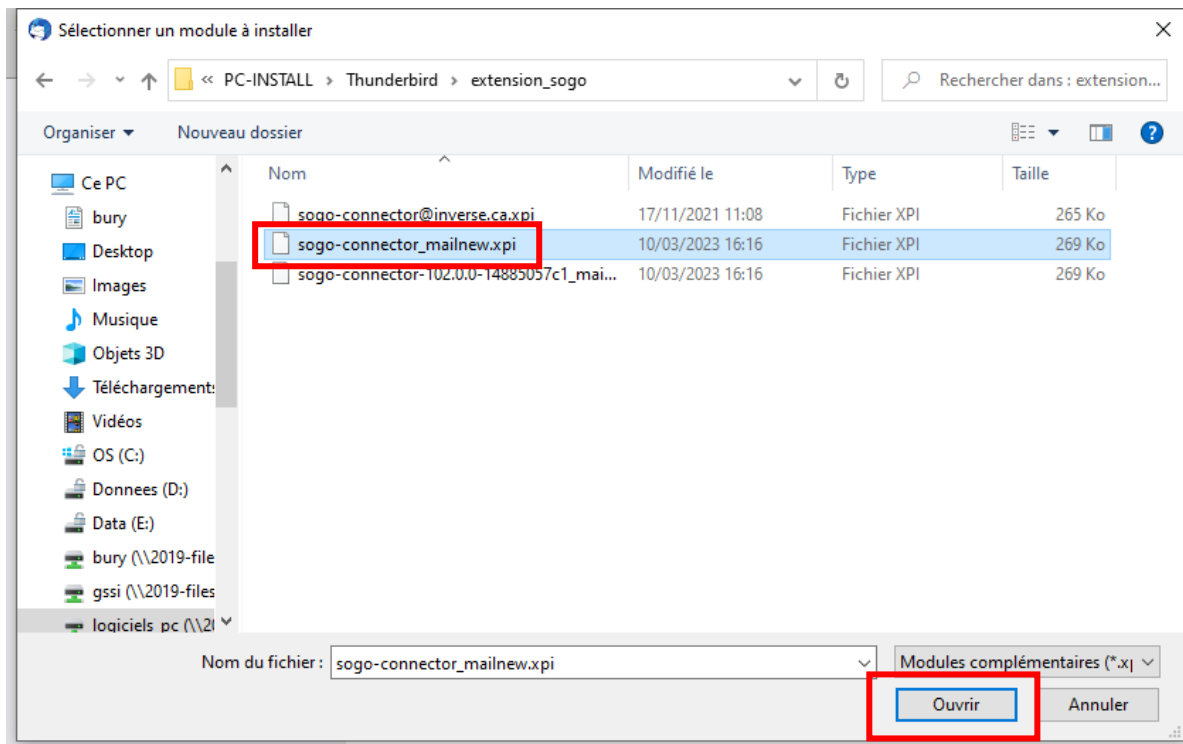 Sélectionner un module à installer
« PC-INSTALL > Thunderbird > extension_sogo
Rechercher dans : extension...
Organiser
Nouveau dossier
Nom Modifié le Type Taille
sogo-connector@inverse.ca.xpi 17/11/2021 11:08 Fichier XPI 265 Ko
sogo-connector_mailnew.xpi 10/03/2023 16:16 Fichier XPI 269 Ko
sogo-connector-102.0.0-14885057c1_mai... 10/03/2023 16:16 Fichier XPI 269 Ko
Ce PC
bury
Desktop
Images
Musique
Objets 3D
Téléchargements
Vidéos
OS (C:)
Donnees (D:)
Data (E:)
bury (\\2019-file
gssi (\\2019-files
logiciels_pc (\\20
Nom du fichier : sogo-connector_mailnew.xpi
Modules complémentaires (*.xp
Ouvrir
Annuler